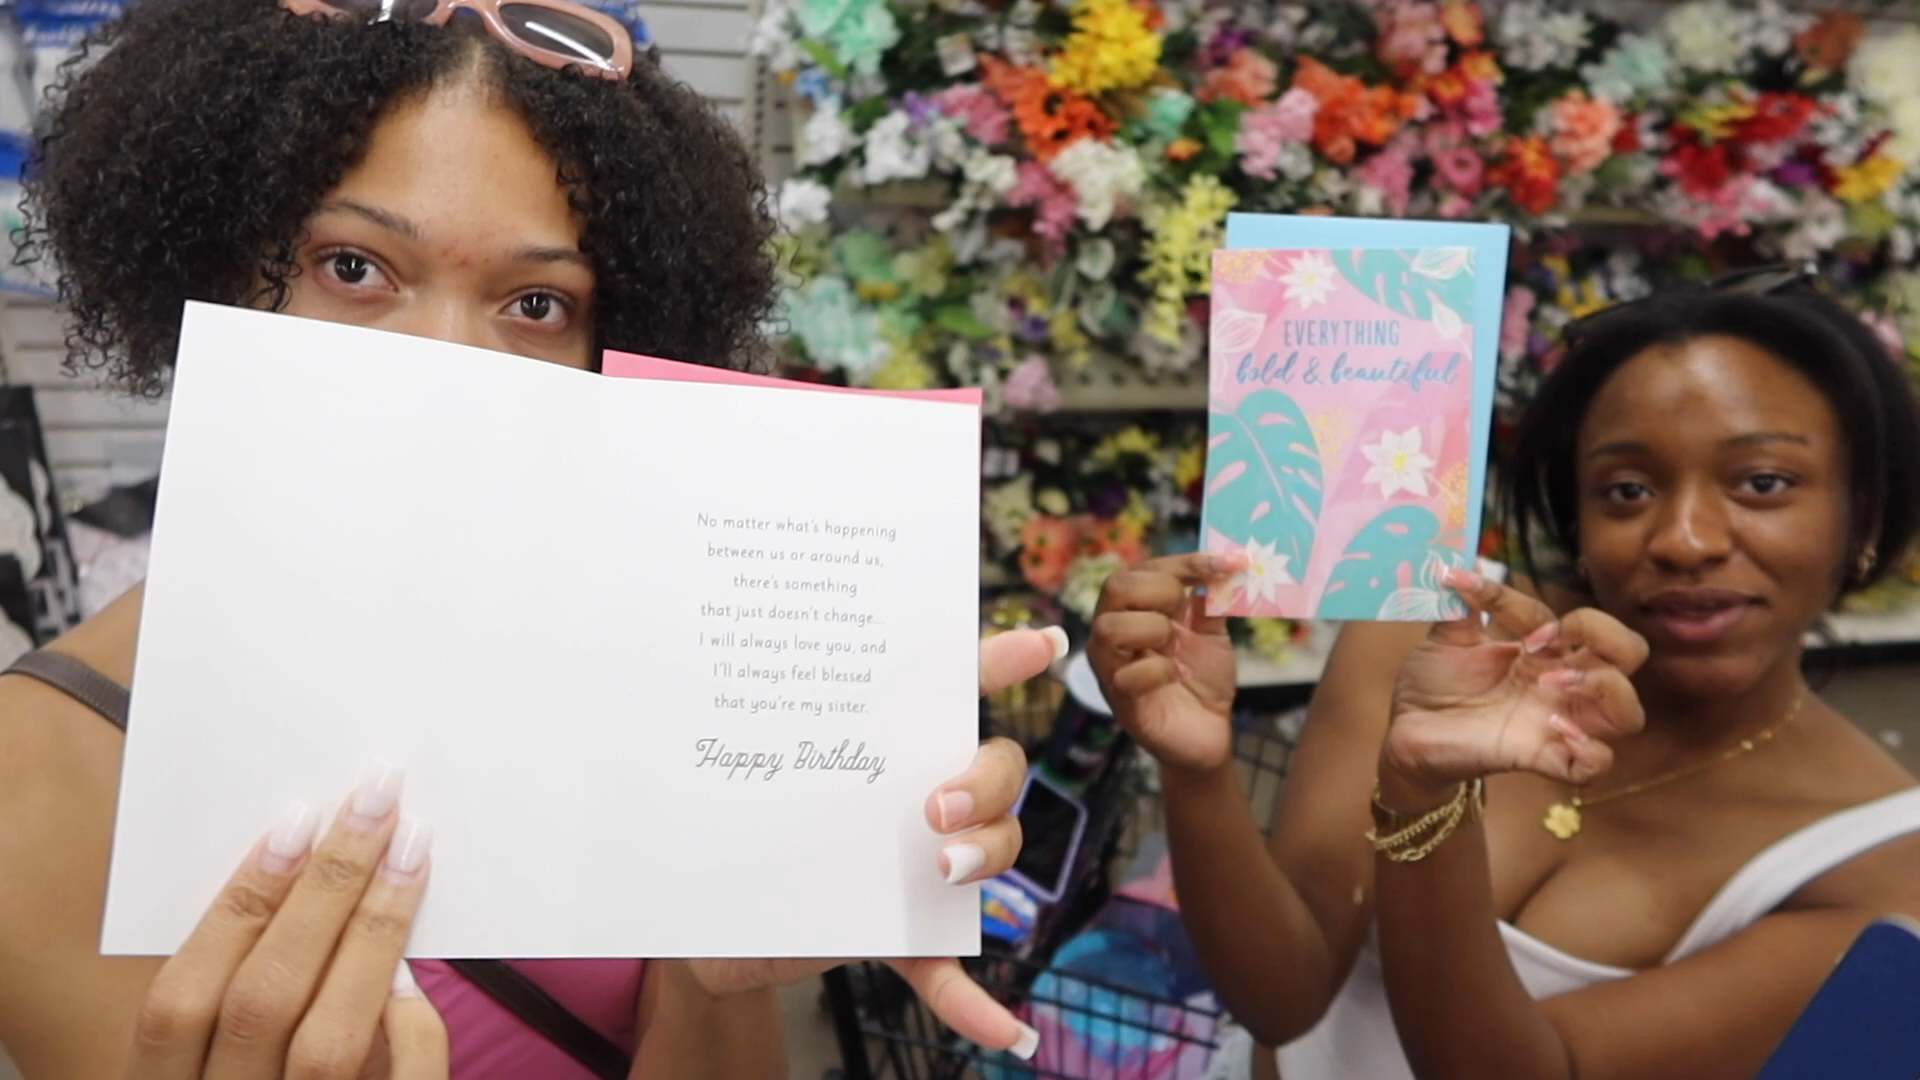 No matter what's happening
between us or around us,
there's something
that just doesn't change...
I will always love you, and
I'll always feel blessed
that you're my sister.
Happy Birthday
EVERYTHING
bold & beautiful